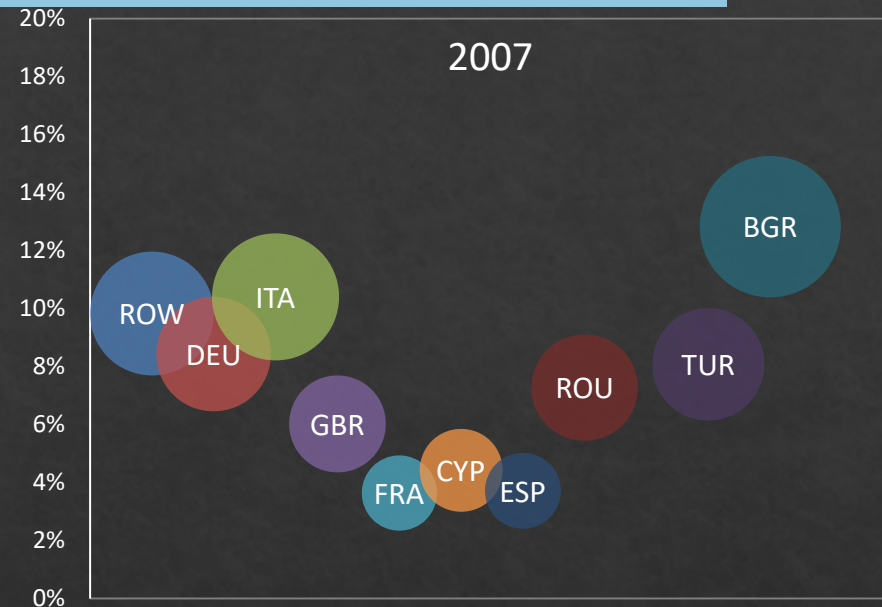 20%
18%
16%
14%
12%
10%
8%
6%
4%
2%
0%
2007
ROW
DEU
ITA
GBR
FRA
CYP
ESP
ROU
TUR
BGR